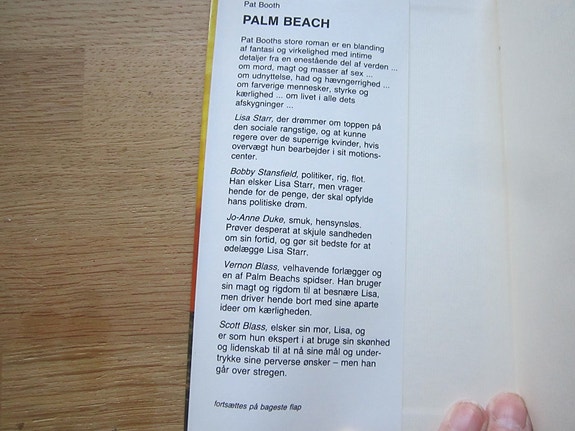 Pat Booth
PALM BEACH
Pat Booths store roman er en blanding
af fantasi og virkelighed med intime
detaljer fra en enestående del af verden ...
om mord, magt og masser af sex ...
om udnyttelse, had og hævngerrighed ...
om farverige mennesker, styrke og
kærlighed ... om livet i alle dets
afskygninger ...
Lisa Starr, der drømmer om toppen på
den sociale rangstige, og at kunne
regere over de superrige kvinder, hvis
overvægt hun bearbejder i sit motions-
center.
Bobby Stansfield, politiker, rig, flot.
Han elsker Lisa Starr, men vrager
hende for de penge, der skal opfylde
hans politiske drøm.
Jo-Anne Duke, smuk, hensynsløs.
Prøver desperat at skjule sandheden
om sin fortid, og gør sit bedste for at
ødelægge Lisa Starr.
Vernon Blass, velhavende forlægger og
en af Palm Beachs spidser. Han bruger
sin magt og rigdom til at besnære Lisa,
men driver hende bort med sine aparte
ideer om kærligheden.
Scott Blass, elsker sin mor, Lisa, og
er som hun ekspert i at bruge sin skønhed
og lidenskab til at nå sine mål og under-
trykke sine perverse ønsker – men han
går over stregen.
fortsættes på bageste flap